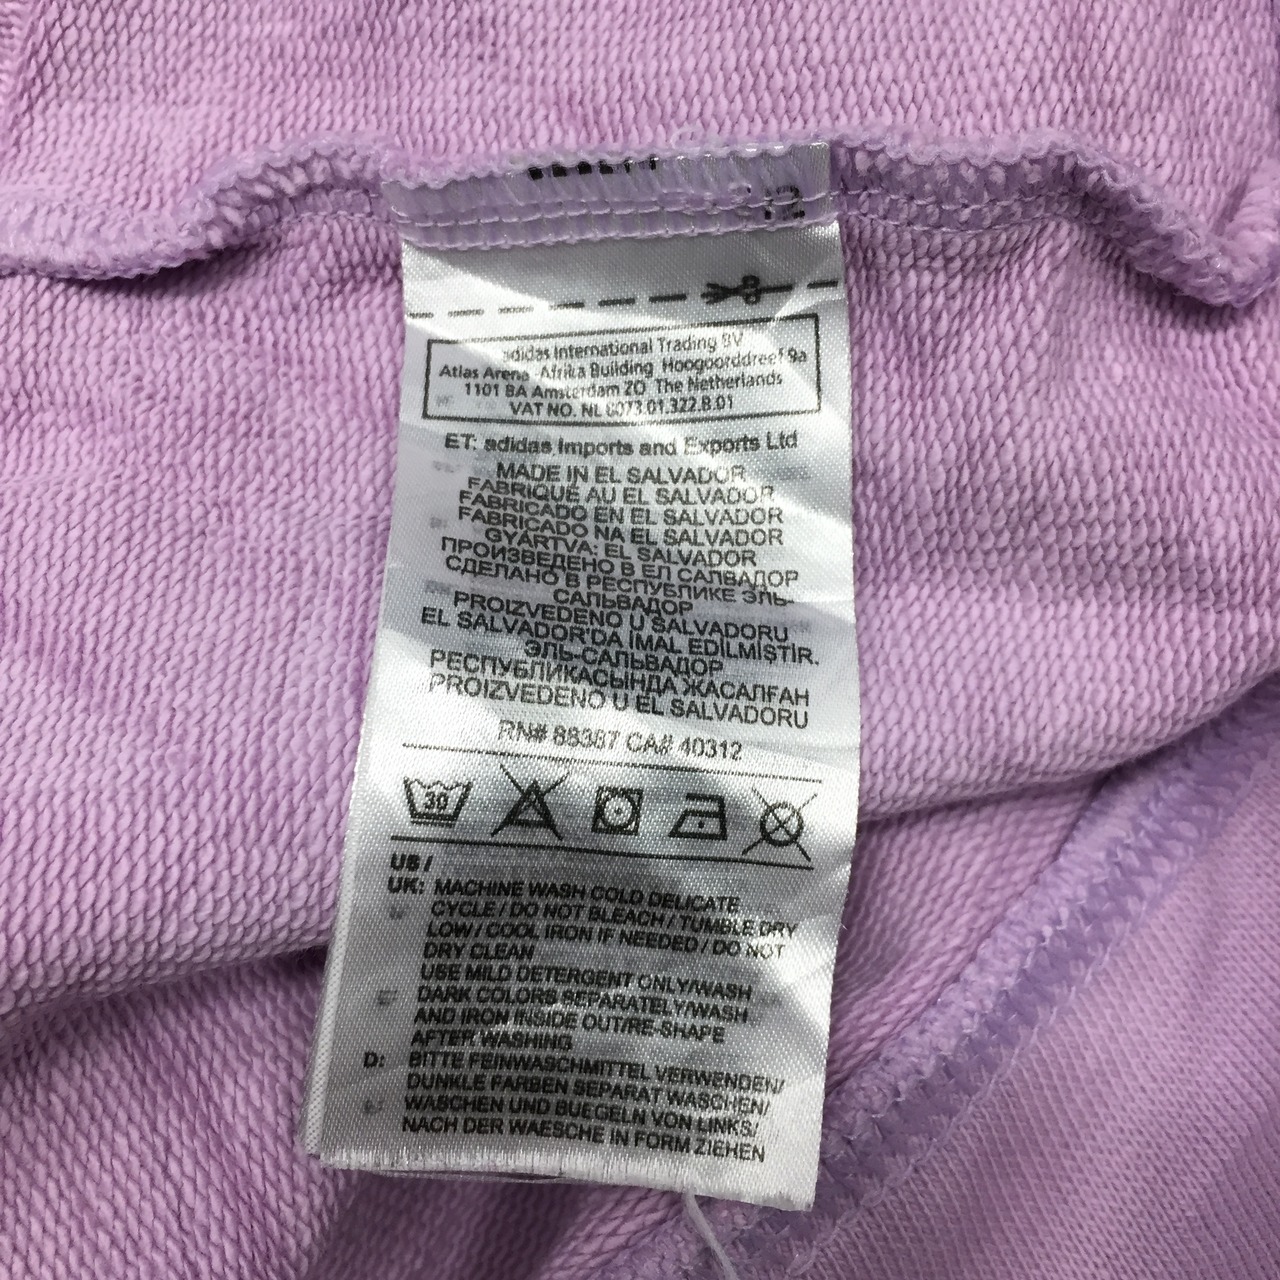 12
adidas International Trading BV
Atlas Arena Afrika Building Hoogoorddreef 9a
1101 BA Amsterdam ZO The Netherlands
VAT NO. NL 8073.01.322.B.01
ET: adidas Imports and Exports Ltd
MADE IN EL SALVADOR
FABRIQUÉ AU EL SALVADOR
FABRICADO EN EL SALVADOR
FABRICADO NA EL SALVADOR
GYÁRTVA: EL SALVADOR
ПРОИЗВЕДЕНО В ЕЛ САЛВАДОР
СДЕЛАНО В РЕСПУБЛИКЕ ЭЛЬ-
САЛЬВАДОР
PROIZVEDENO U SALVADORU
EL SALVADOR'DA İMAL EDİLMİŞTİR.
ЭЛЬ-САЛЬВАДОР
РЕСПУБЛИКАСЫНДА ЖАСАЛҒАН
PROIZVEDENO U EL SALVADORU
RN# 88387 CA# 40312
30
US /
UK: MACHINE WASH COLD DELICATE
CYCLE / DO NOT BLEACH / TUMBLE DRY
LOW / COOL IRON IF NEEDED / DO NOT
DRY CLEAN
USE MILD DETERGENT ONLY/WASH
DARK COLORS SEPARATELY/WASH
AND IRON INSIDE OUT/RE-SHAPE
AFTER WASHING
D: BITTE FEINWASCHMITTEL VERWENDEN/
DUNKLE FARBEN SEPARAT WASCHEN/
WASCHEN UND BUEGELN VON LINKS/
NACH DER WAESCHE IN FORM ZIEHEN